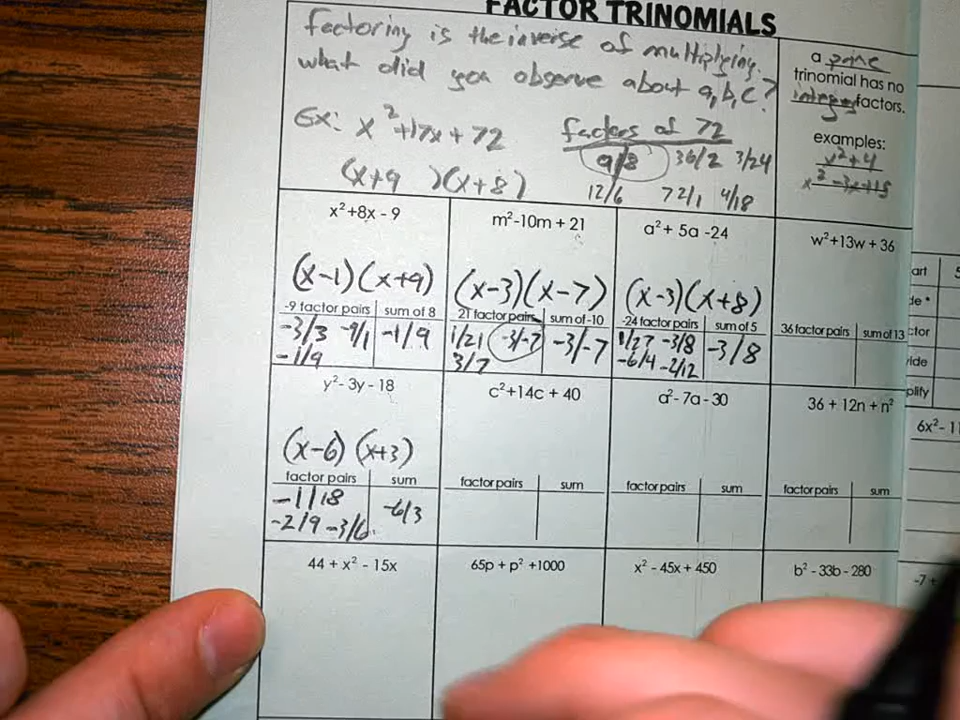 FACTOR TRINOMIALS
factoring is the inverse of multiplying.
what did you observe about a, b, c?
EX: x² + 17x + 72
(x+9 )(x+8)
factors of 72
9/8 36/2 3/24
12/6 72/1 4/18
a prime
trinomial has no
factors.
examples:
x²+8x - 9
(x-1)(x+9)
-9 factor pairs | sum of 8
-3/3 -9/1 | -1/9
-1/9
m²-10m + 21
(x-3)(x-7)
21 factor pairs | sum of -10
1/21 -3/-7 | -3/-7
3/7
a²+ 5a -24
(x-3)(x+8)
-24 factor pairs | sum of 5
-3/8 | -3/8
-6/4 -2/12
w²+13w + 36
36 factor pairs | sum of 13
y²- 3y - 18
(x-6) (x+3)
factor pairs | sum
-1/18 | -6/3
-2/9 -3/6
c²+14c + 40
factor pairs | sum
a²- 7a - 30
factor pairs | sum
36 + 12n + n²
factor pairs | sum
44 + x² - 15x
65p + p² +1000
x² - 45x + 450
b² - 33b - 280
art
de *
ctor
ide
plify
6x²- 1
-7 +